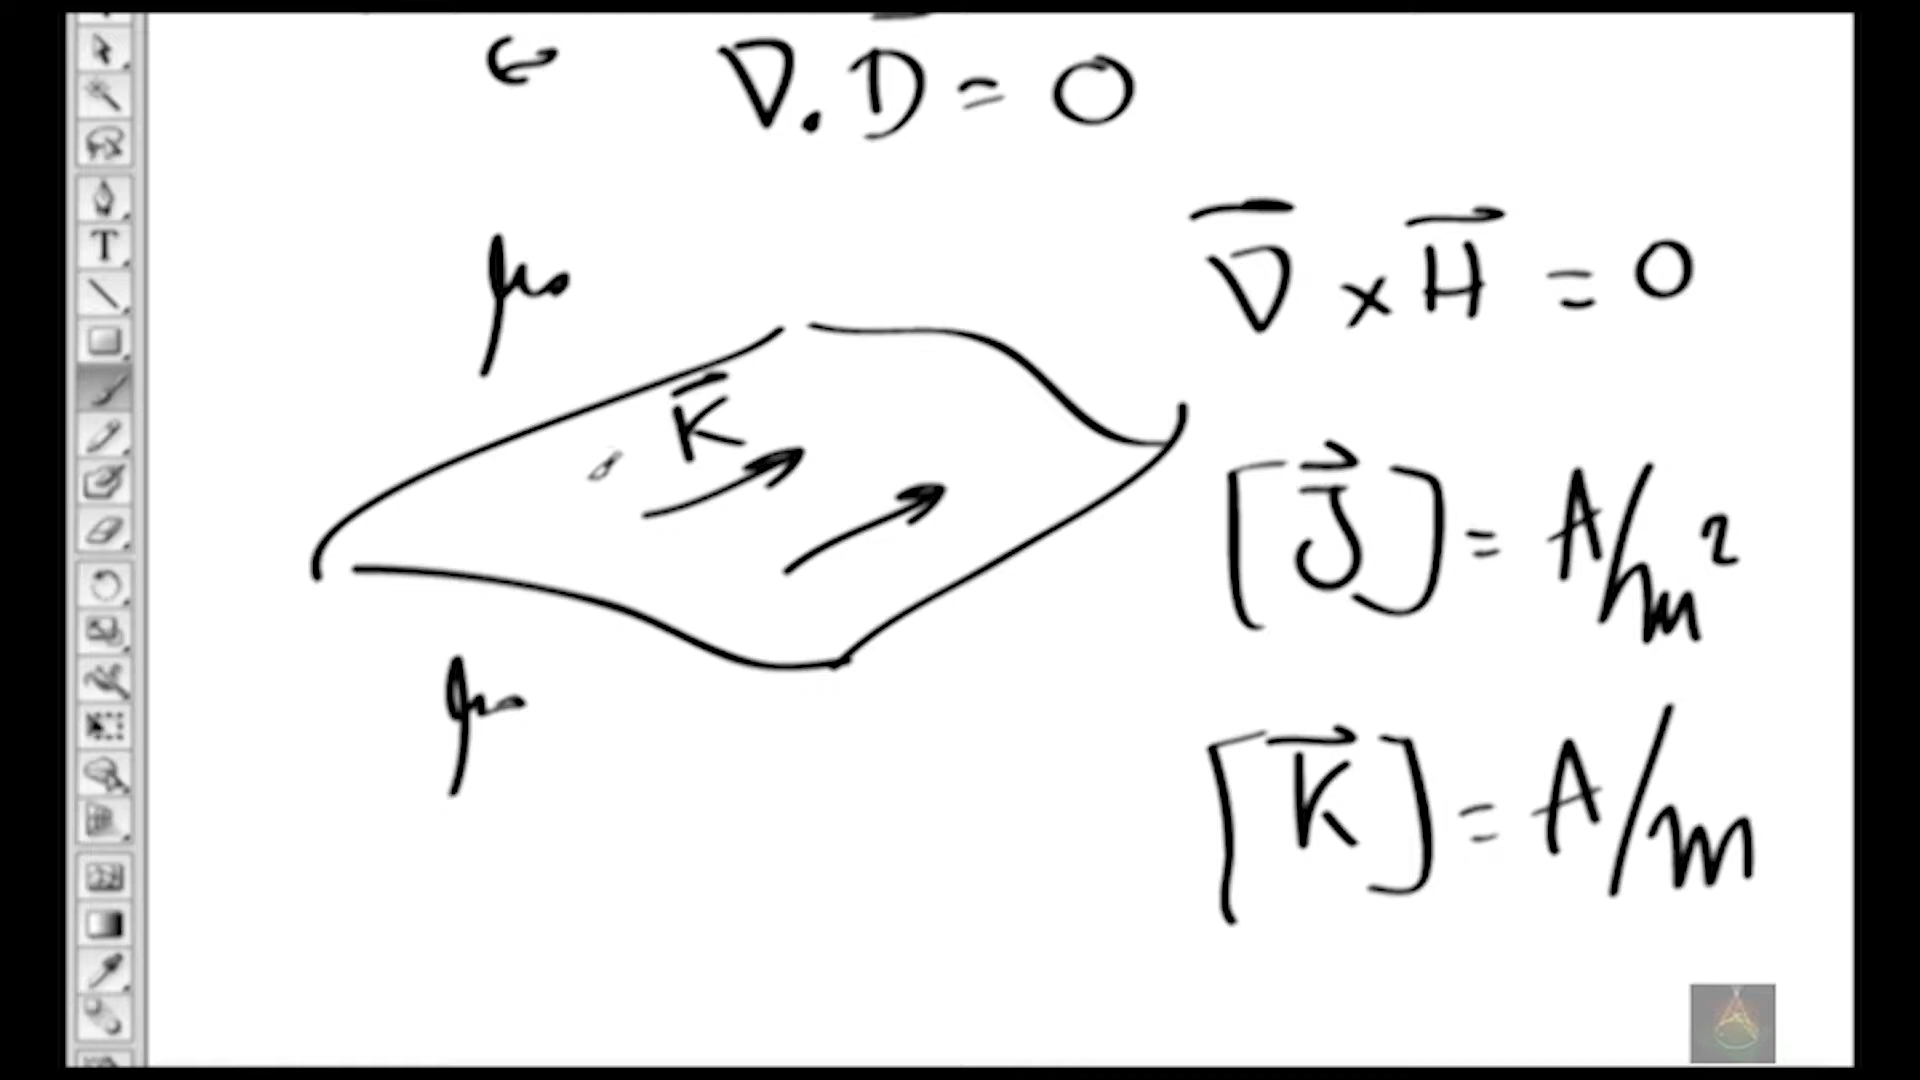 ∇ . D = 0
μ₀
∇ × H⃗ = 0
K⃗
[J⃗] = A/m²
μ₀
[K⃗] = A/m
T